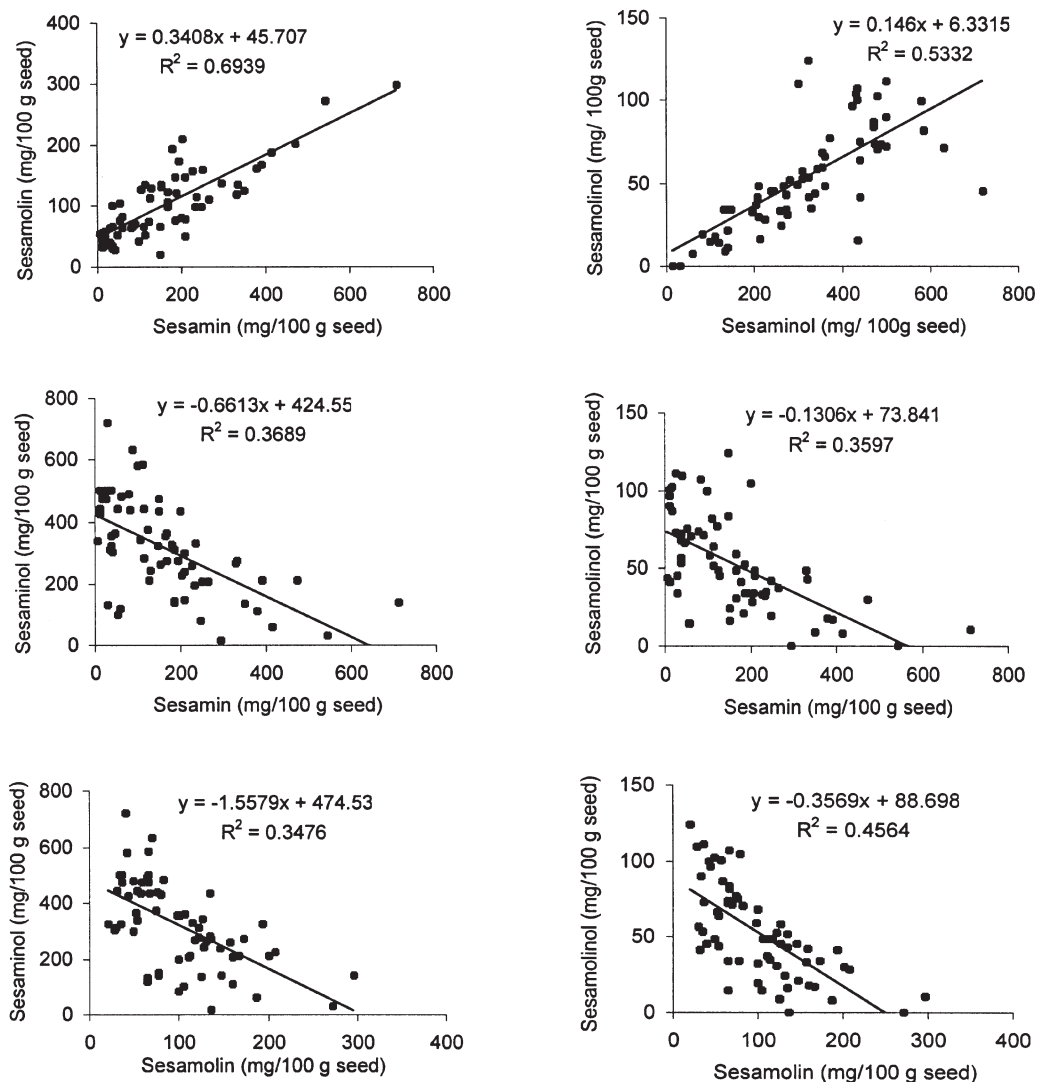 y = 0.3408x + 45.707
R² = 0.6939
400
300
200
100
0
0 200 400 600 800
Sesamolin (mg/100 g seed)
Sesamin (mg/100 g seed)
y = 0.146x + 6.3315
R² = 0.5332
150
100
50
0
0 200 400 600 800
Sesamolinol (mg/ 100g seed)
Sesaminol (mg/ 100g seed)
y = -0.6613x + 424.55
R² = 0.3689
800
600
400
200
0
0 200 400 600 800
Sesaminol (mg/100 g seed)
Sesamin (mg/100 g seed)
y = -0.1306x + 73.841
R² = 0.3597
150
100
50
0
0 200 400 600 800
Sesamolinol (mg/100 g seed)
Sesamin (mg/100 g seed)
y = -1.5579x + 474.53
R² = 0.3476
800
600
400
200
0
0 100 200 300 400
Sesaminol (mg/100 g seed)
Sesamolin (mg/100 g seed)
y = -0.3569x + 88.698
R² = 0.4564
150
100
50
0
0 100 200 300 400
Sesamolinol (mg/100 g seed)
Sesamolin (mg/100 g seed)